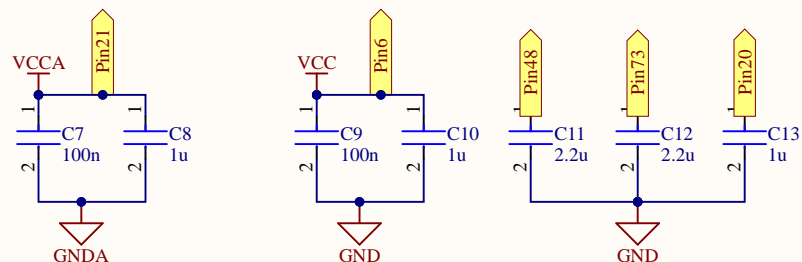 Pin21
VCCA
1
1
C7
100n
C8
1u
2
2
GNDA
Pin6
VCC
1
1
C9
100n
C10
1u
2
2
GND
Pin48
Pin73
Pin20
1
1
1
C11
2.2u
C12
2.2u
C13
1u
2
2
2
GND